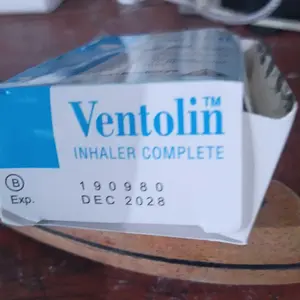 Ventolin™
INHALER COMPLETE
B 190980
Exp. DEC 2028